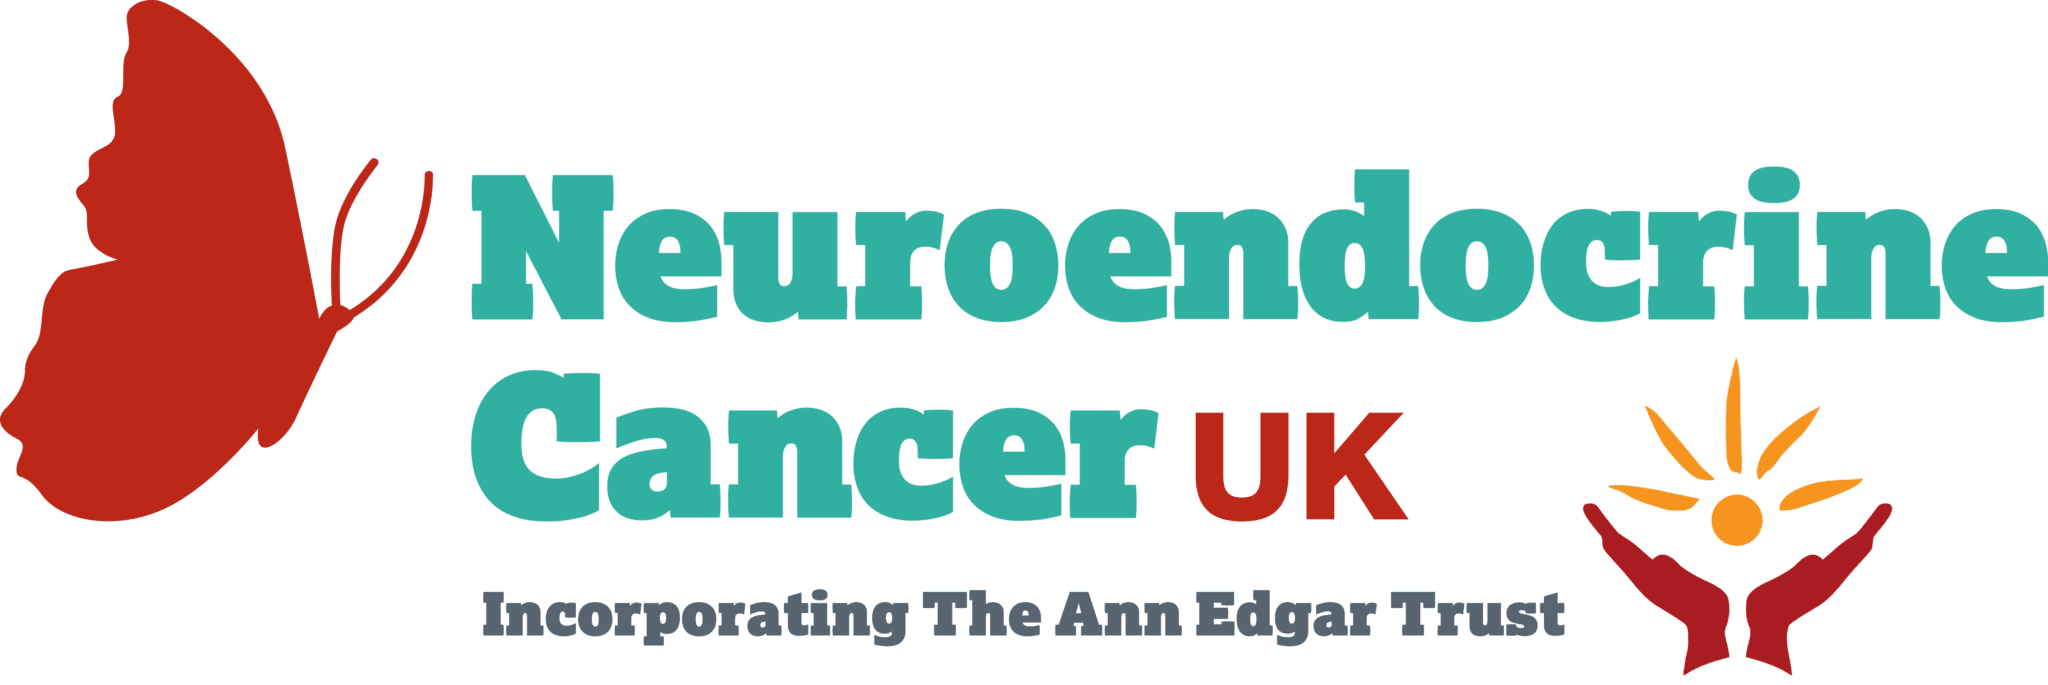 Neuroendocrine
Cancer UK
Incorporating The Ann Edgar Trust